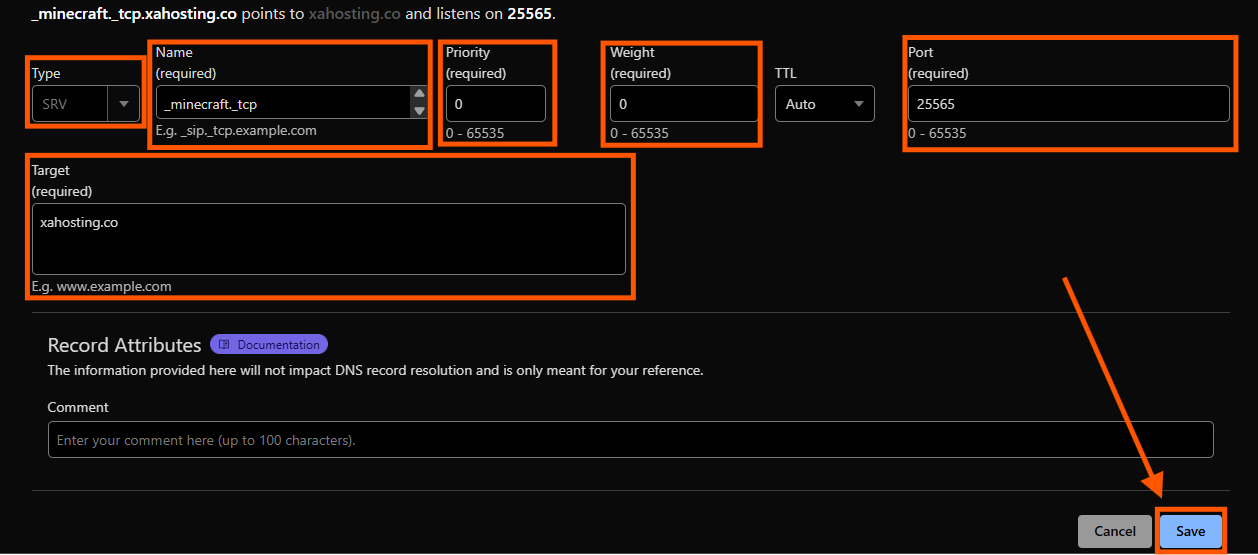 _minecraft._tcp.xahosting.co points to xahosting.co and listens on 25565.
Type
SRV
Name
(required)
_minecraft._tcp
E.g. _sip._tcp.example.com
Priority
(required)
0
0 - 65535
Weight
(required)
0
0 - 65535
TTL
Auto
Port
(required)
25565
0 - 65535
Target
(required)
xahosting.co
E.g. www.example.com
Record Attributes Documentation
The information provided here will not impact DNS record resolution and is only meant for your reference.
Comment
Enter your comment here (up to 100 characters).
Cancel Save